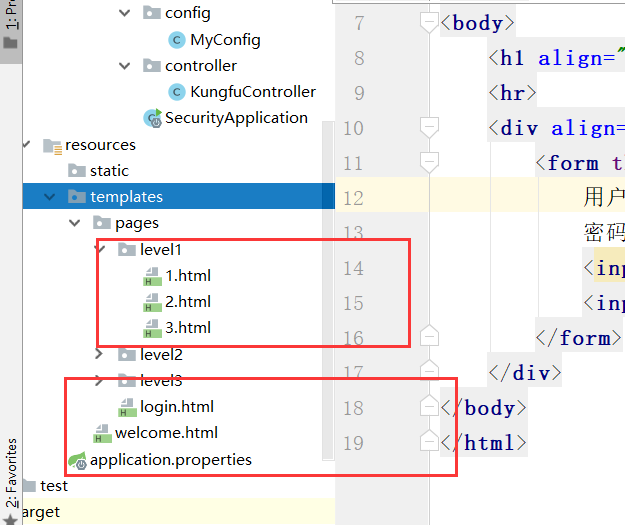 1: Pr
config
MyConfig
controller
KungfuController
SecurityApplication
resources
static
templates
pages
level1
1.html
2.html
3.html
level2
level3
login.html
welcome.html
application.properties
test
arget
2: Favorites
7 <body>
8 <h1 align="
9 <hr>
10 <div align=
11 <form t
12 用户
13 密码
14 <inp
15 <inp
16 </form>
17 </div>
18 </body>
19 </html>